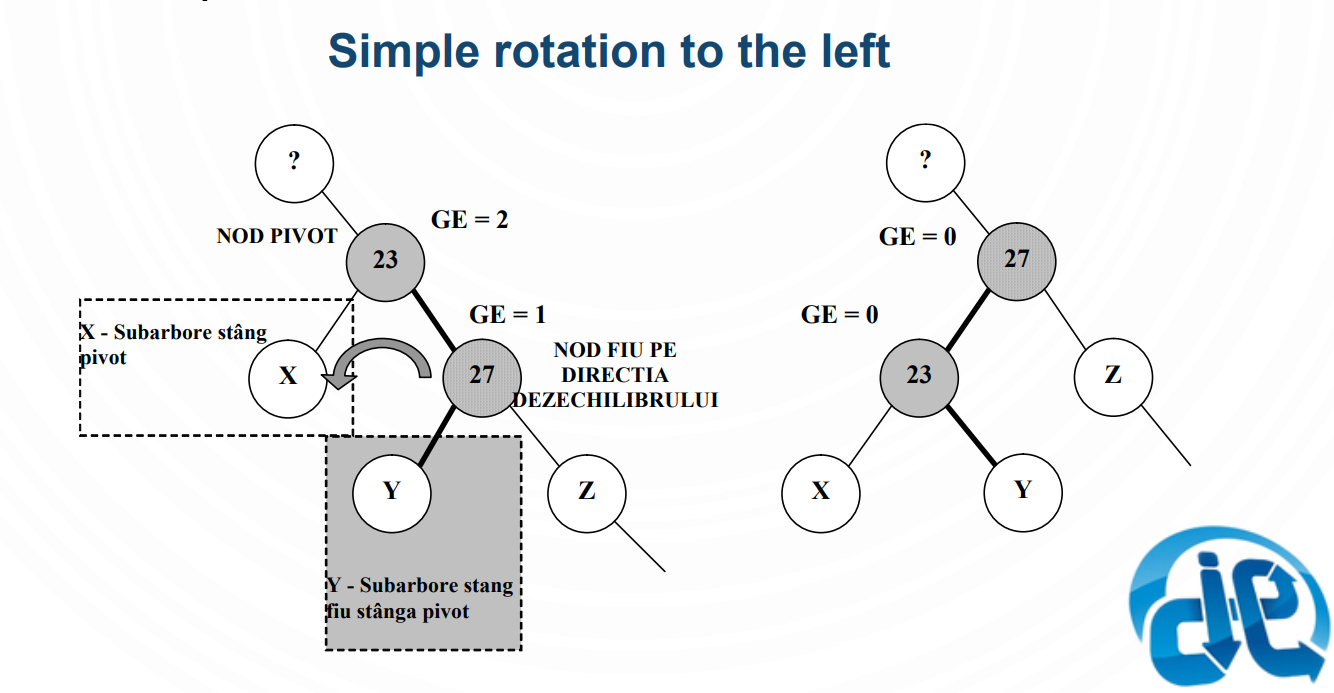 Simple rotation to the left
?
GE = 2
NOD PIVOT
23
X - Subarbore stâng
pivot
GE = 1
X
27
NOD FIU PE
DIRECTIA
DEZECHILIBRULUI
Y
Z
Y - Subarbore stang
fiu stânga pivot
?
GE = 0
27
GE = 0
23
Z
X
Y
die